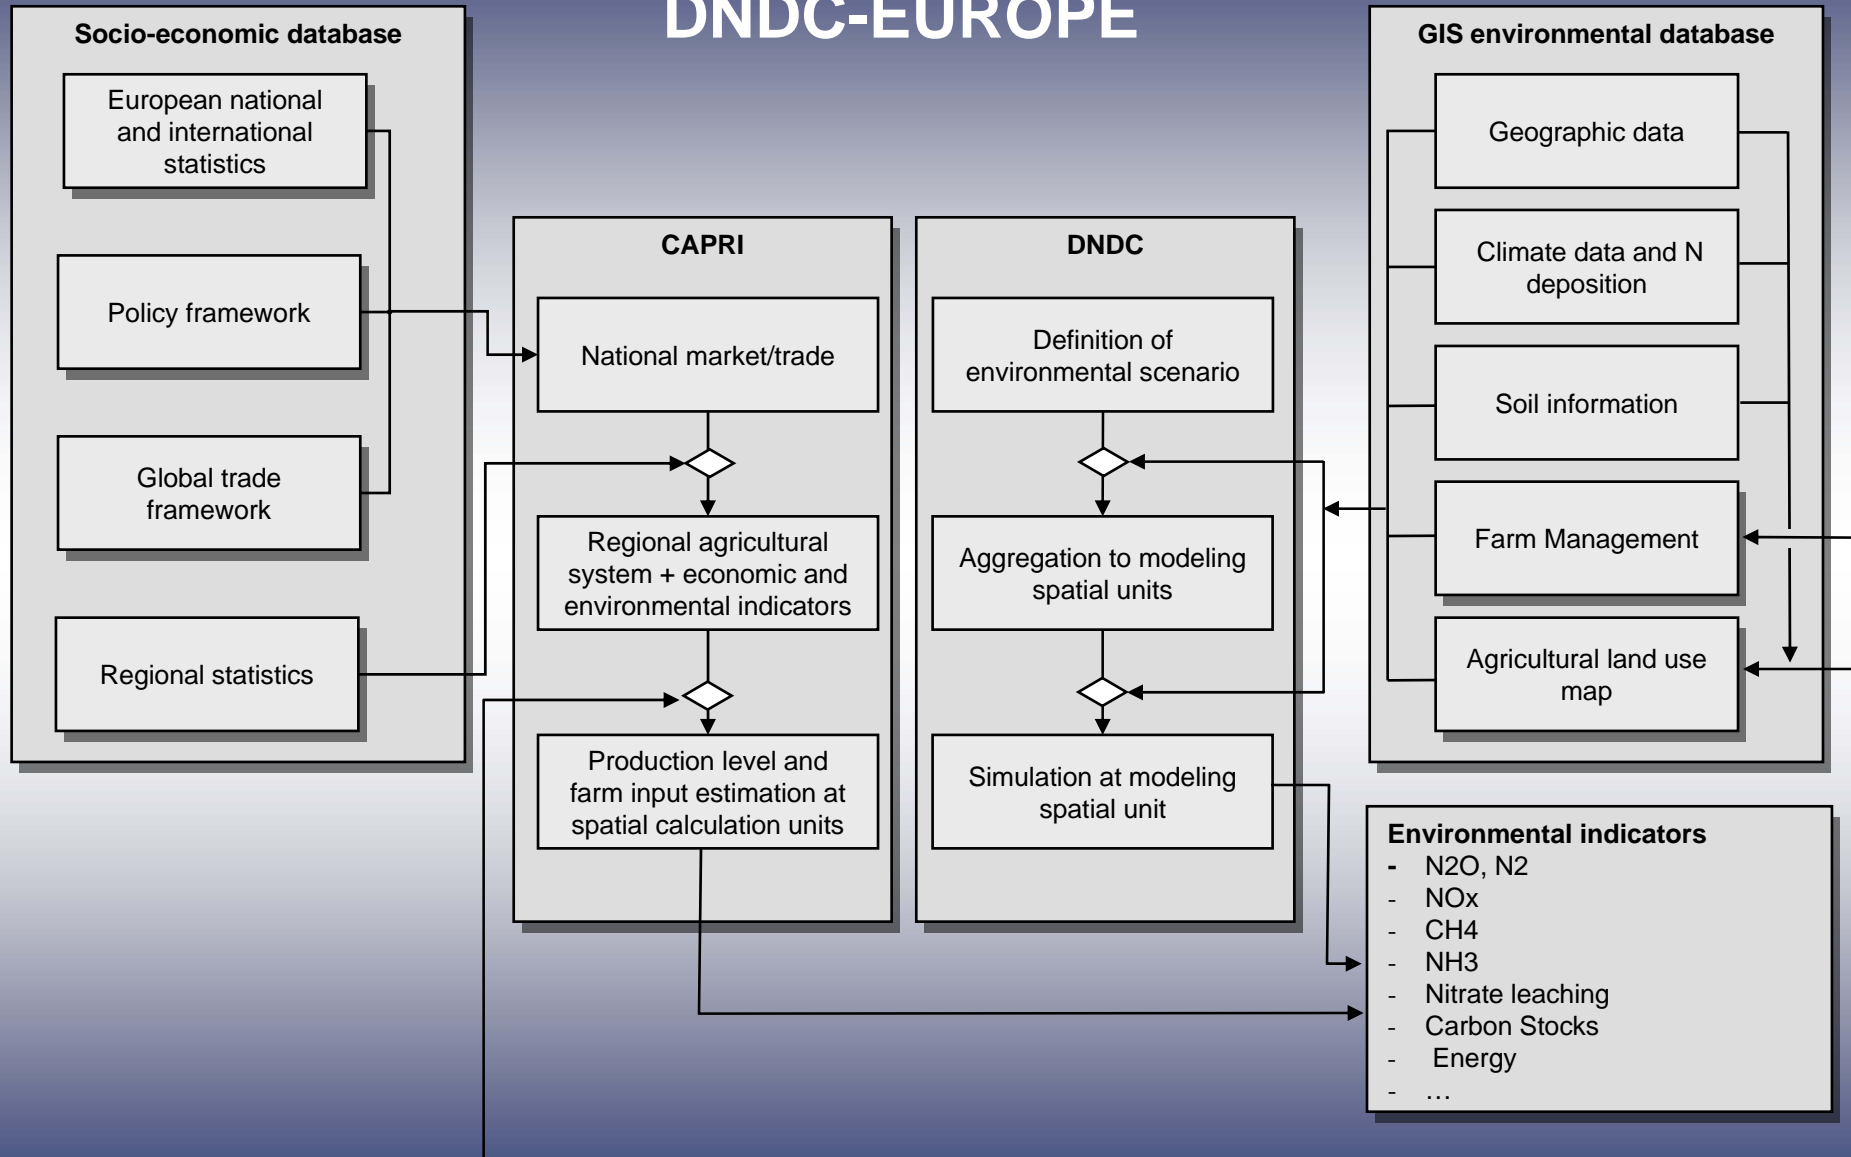 DNDC-EUROPE
Socio-economic database
European national
and international
statistics
Policy framework
Global trade
framework
Regional statistics
CAPRI
National market/trade
Regional agricultural
system + economic and
environmental indicators
Production level and
farm input estimation at
spatial calculation units
DNDC
Definition of
environmental scenario
Aggregation to modeling
spatial units
Simulation at modeling
spatial unit
GIS environmental database
Geographic data
Climate data and N
deposition
Soil information
Farm Management
Agricultural land use
map
Environmental indicators
- N2O, N2
- NOx
- CH4
- NH3
- Nitrate leaching
- Carbon Stocks
- Energy
- …